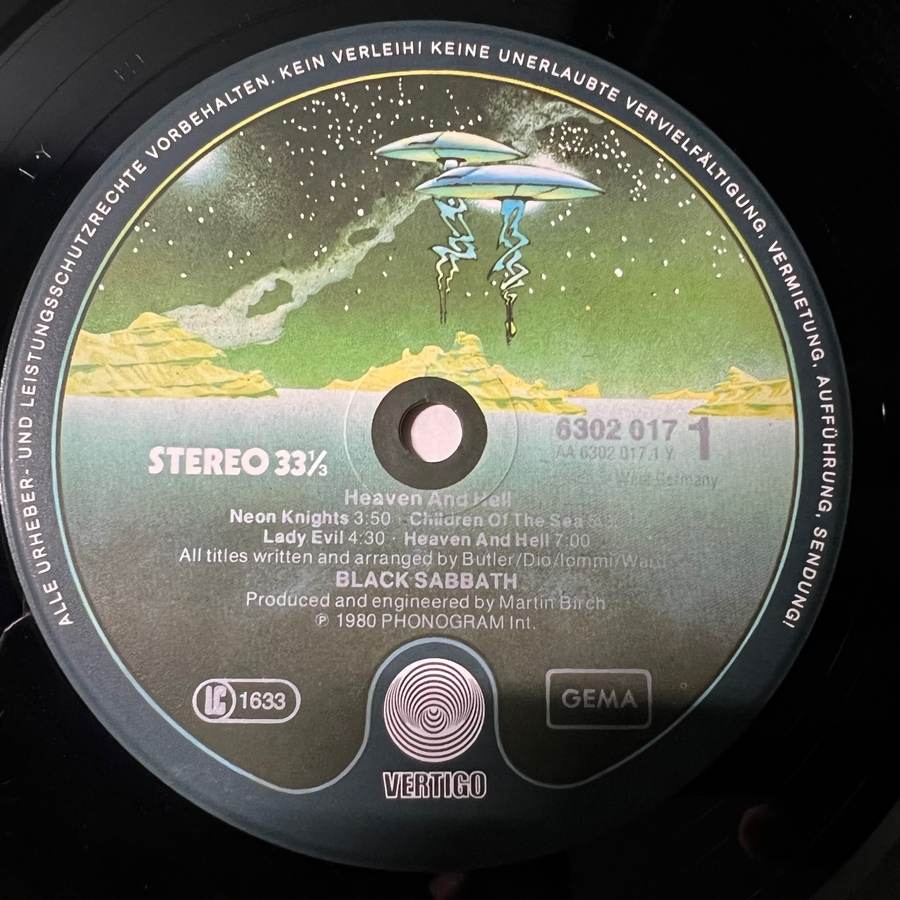 ALLE URHEBER- UND LEISTUNGSSCHUTZRECHTE VORBEHALTEN. KEIN VERLEIH! KEINE UNERLAUBTE VERVIELFÄLTIGUNG, VERMIETUNG, AUFFÜHRUNG, SENDUNG!
STEREO 33⅓
6302 017 1
AA 6302 017.1 Y
West Germany
Heaven And Hell
Neon Knights 3:50 · Children Of The Sea
Lady Evil 4:30 · Heaven And Hell 7:00
All titles written and arranged by Butler/Dio/Iommi/Ward
BLACK SABBATH
Produced and engineered by Martin Birch
℗ 1980 PHONOGRAM Int.
LC 1633
GEMA
VERTIGO